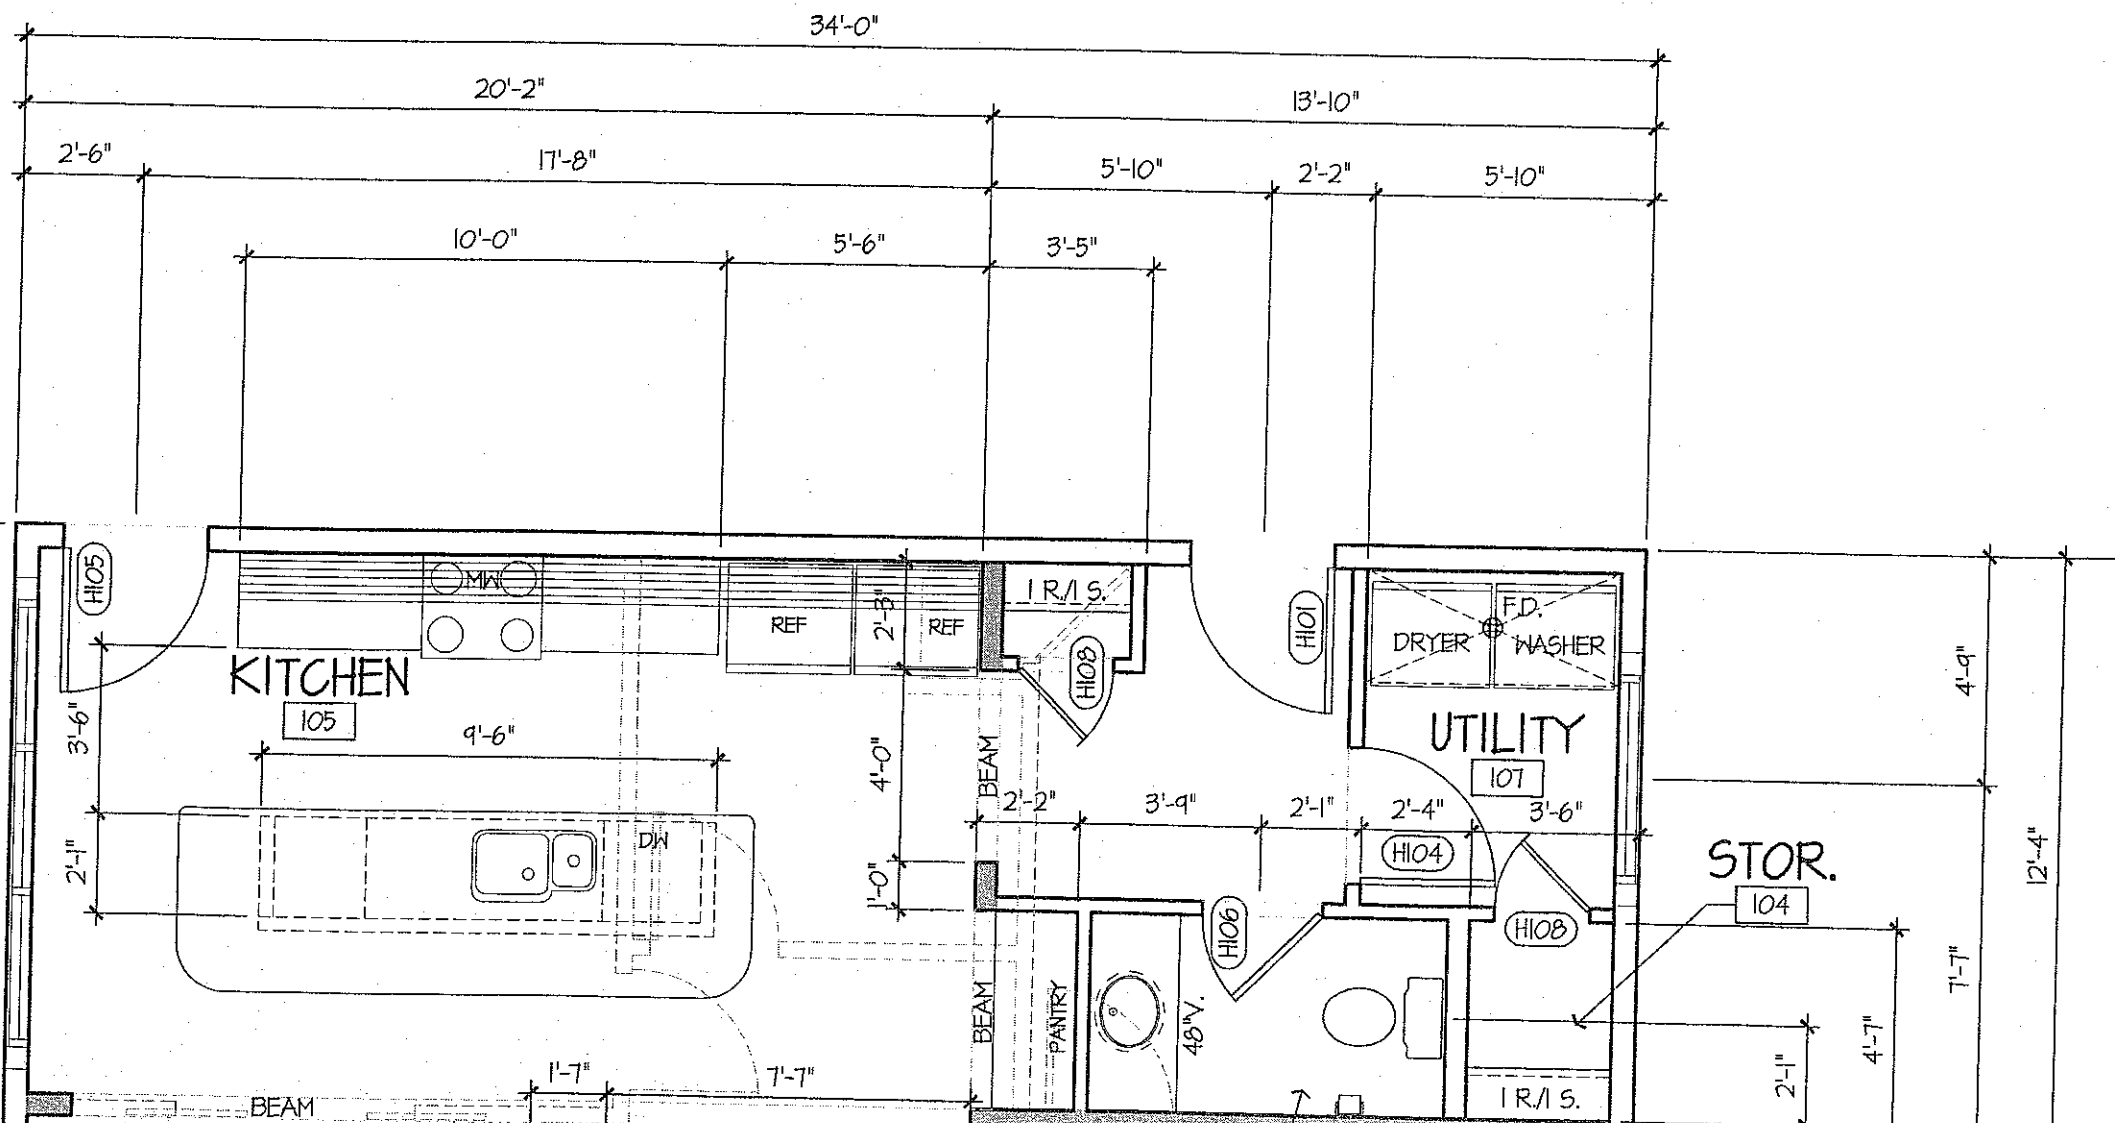 34'-0"
20'-2"
13'-10"
2'-6"
17'-8"
5'-10"
2'-2"
5'-10"
10'-0"
5'-6"
3'-5"
H105
MW
REF
2'-3"
REF
1 R./1 S.
H108
H101
F.D.
DRYER
WASHER
KITCHEN
105
3'-6"
9'-6"
4'-0"
BEAM
UTILITY
107
4'-9"
2'-2"
3'-9"
2'-1"
2'-4"
3'-6"
H104
STOR.
104
12'-4"
2'-1"
DW
1'-0"
H106
H108
7'-7"
4'-7"
BEAM
PANTRY
48"V.
2'-1"
1'-7"
7'-7"
BEAM
1 R./1 S.